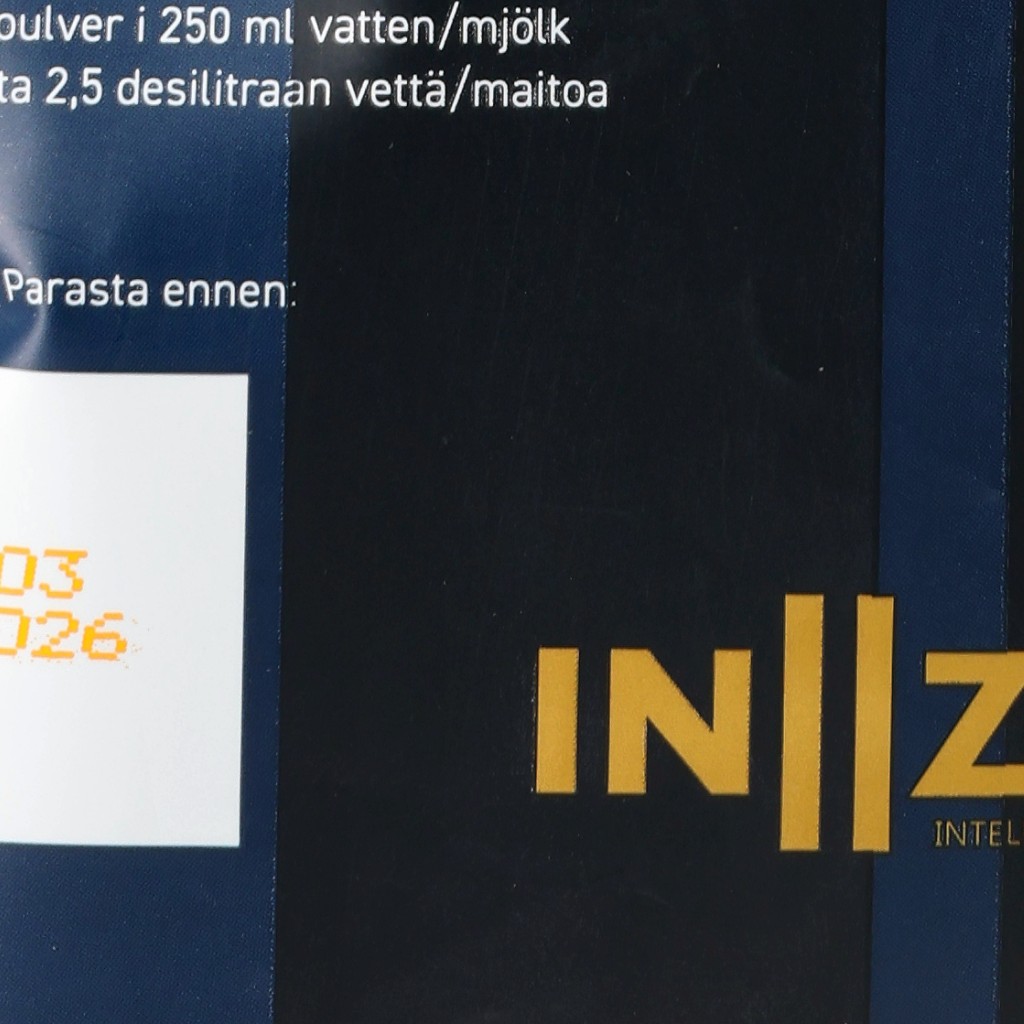 pulver i 250 ml vatten/mjölk
ta 2,5 desilitraan vettä/maitoa
Parasta ennen:
03
026
IN||Z
INTEL